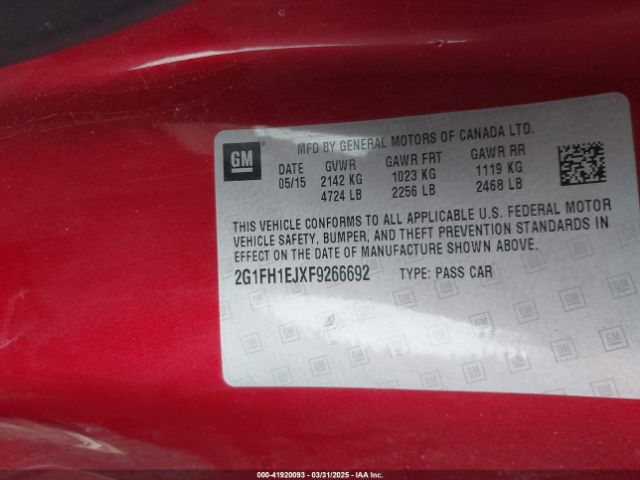 MFD BY GENERAL MOTORS OF CANADA LTD.
GM
DATE GVWR GAWR FRT GAWR RR
05/15 2142 KG 1023 KG 1119 KG
4724 LB 2256 LB 2468 LB
THIS VEHICLE CONFORMS TO ALL APPLICABLE U.S. FEDERAL MOTOR
VEHICLE SAFETY, BUMPER, AND THEFT PREVENTION STANDARDS IN
EFFECT ON THE DATE OF MANUFACTURE SHOWN ABOVE.
2G1FH1EJXF9266692 TYPE: PASS CAR
000-41920093 - 03/31/2025 - IAA Inc.